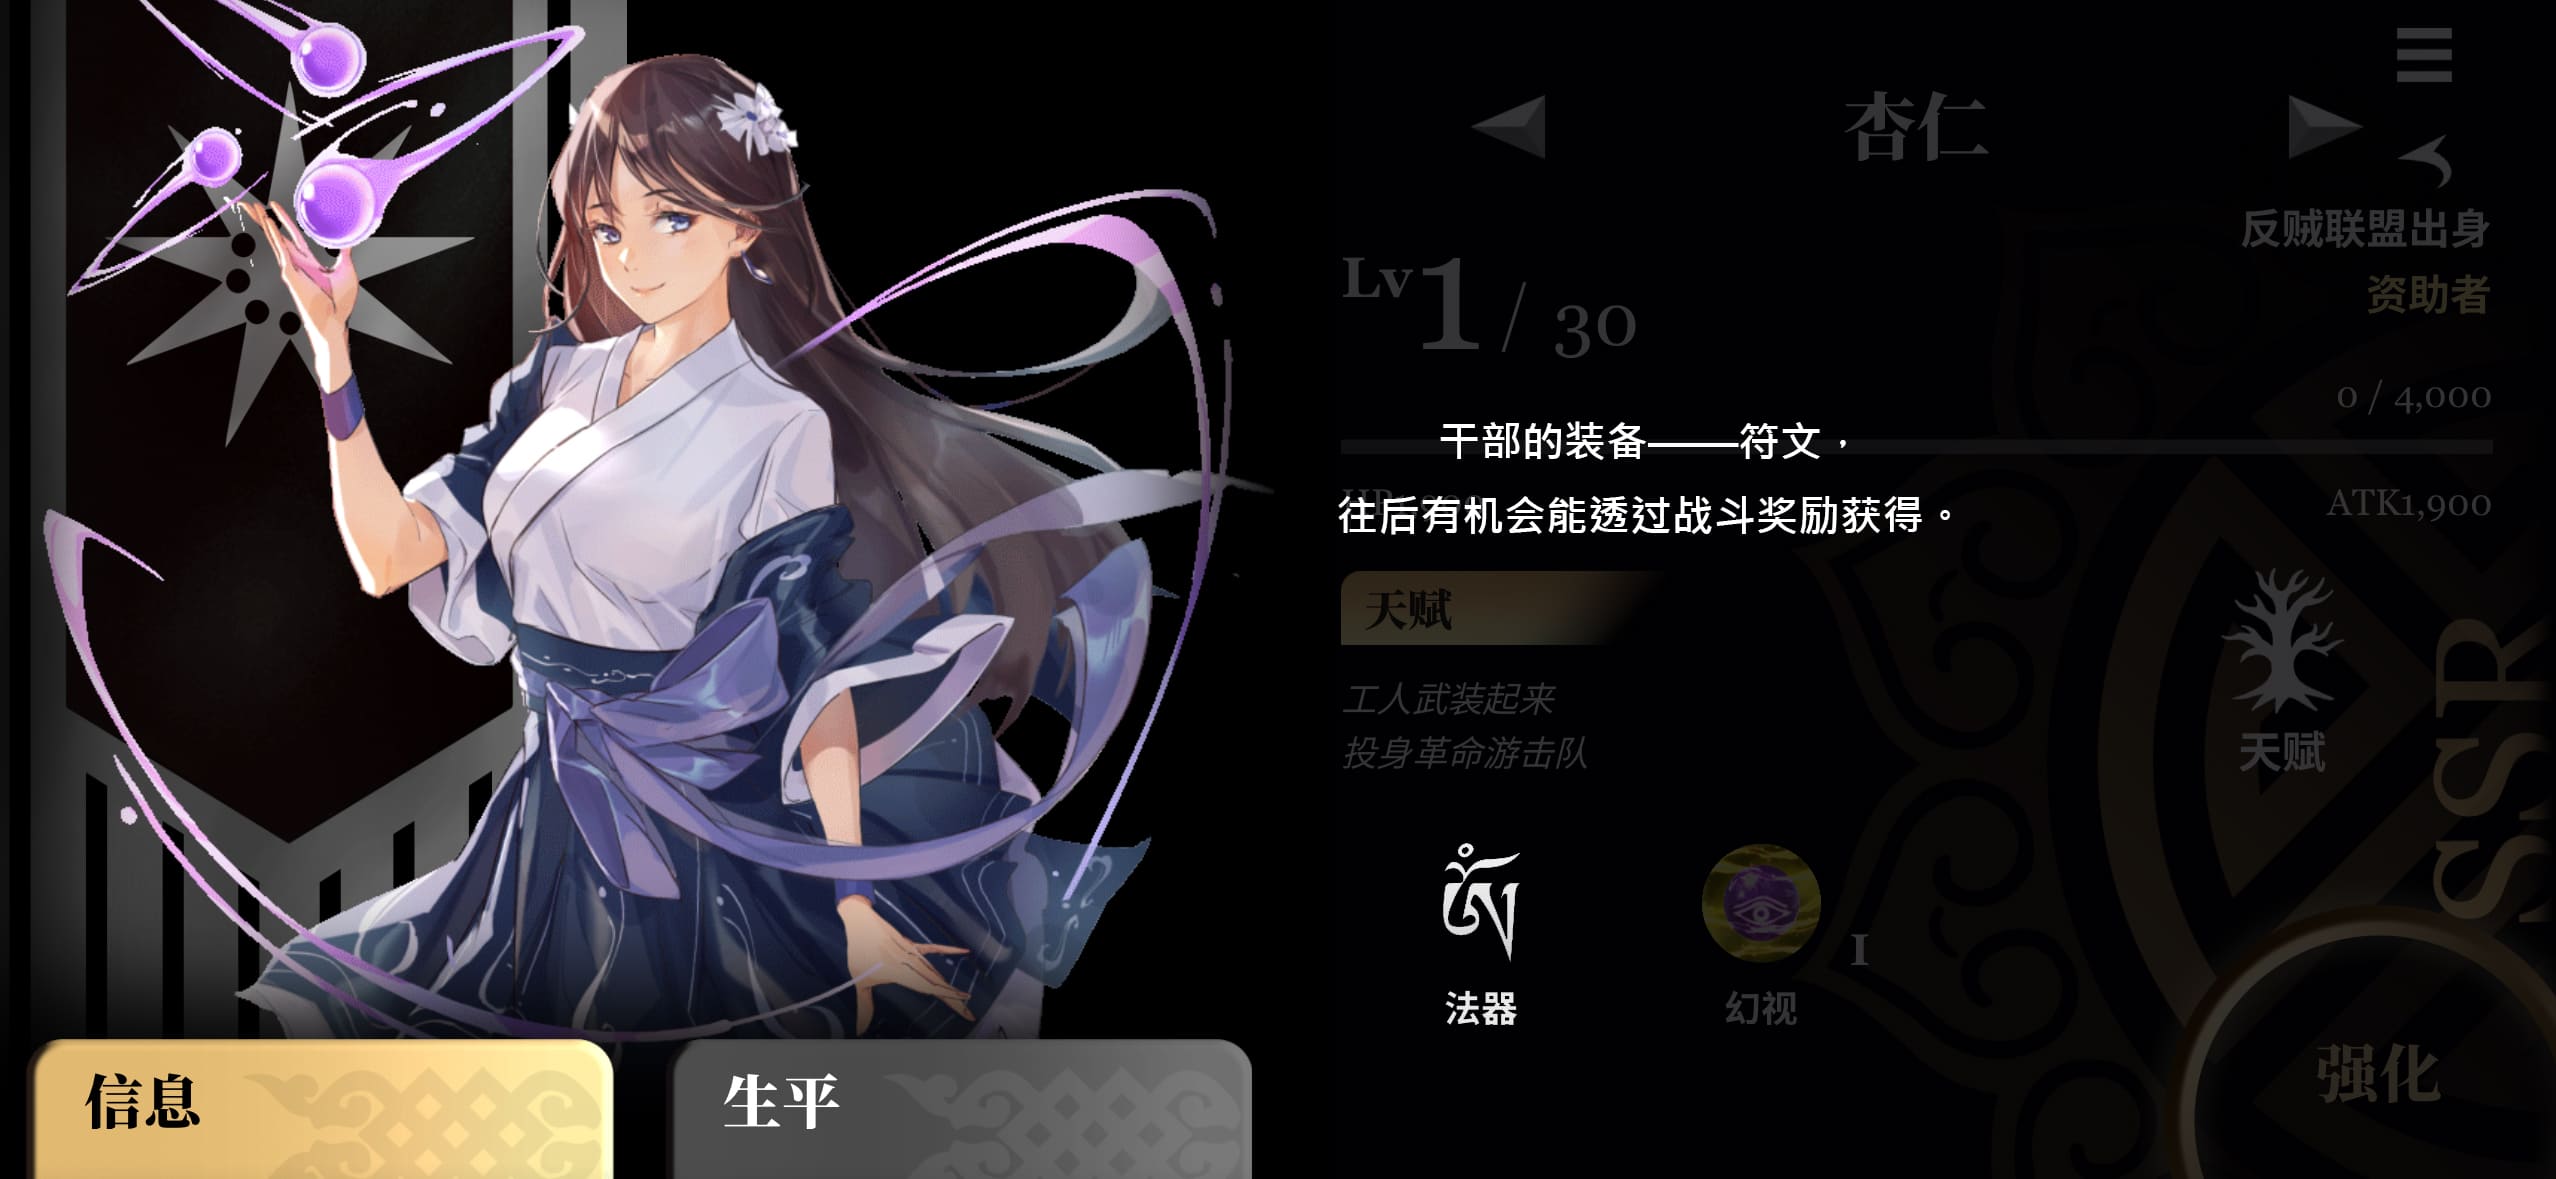 杏仁
反贼联盟出身
资助者
Lv1 / 30
0 / 4,000
干部的装备——符文，
ATK1,900
往后有机会能透过战斗奖励获得。
天赋
工人武装起来
投身革命游击队
天赋
SSR
I
法器
幻视
强化
信息
生平